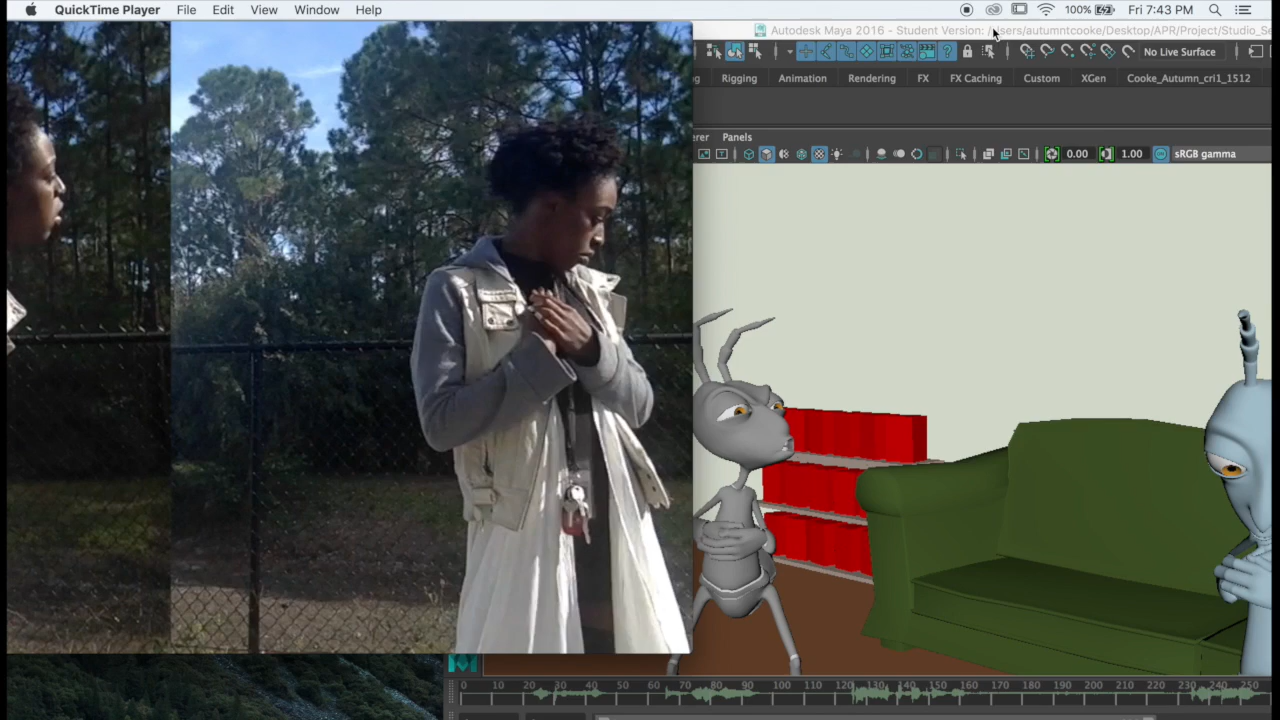 QuickTime Player File Edit View Window Help 100% Fri 7:43 PM
Autodesk Maya 2016 - Student Version: /Users/autumntcooke/Desktop/APR/Project/Studio_Se
No Live Surface
Rigging Animation Rendering FX FX Caching Custom XGen Cooke_Autumn_cri1_1512
Panels
0.00 1.00 sRGB gamma
0 10 20 30 40 50 60 70 80 90 100 110 120 130 140 150 160 170 180 190 200 210 220 230 240 250